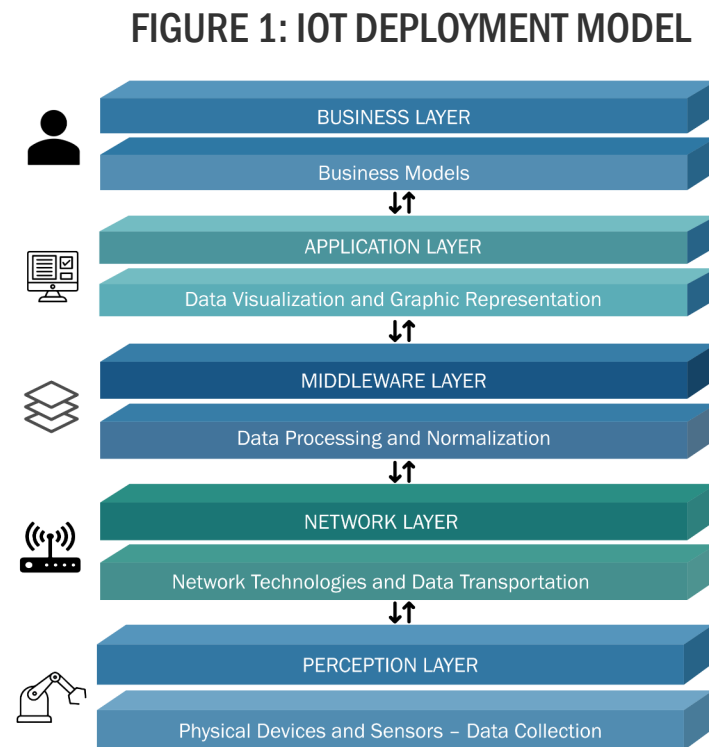 FIGURE 1: IOT DEPLOYMENT MODEL
BUSINESS LAYER
Business Models
APPLICATION LAYER
Data Visualization and Graphic Representation
MIDDLEWARE LAYER
Data Processing and Normalization
NETWORK LAYER
Network Technologies and Data Transportation
PERCEPTION LAYER
Physical Devices and Sensors – Data Collection